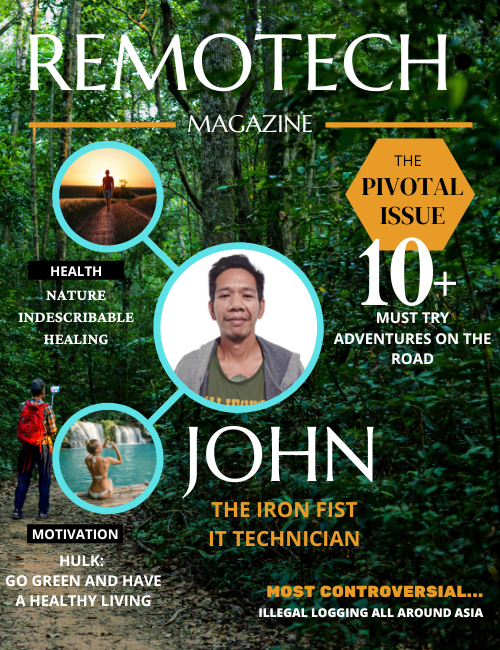 REMOTECH
MAGAZINE
THE
PIVOTAL
ISSUE
10+
MUST TRY
ADVENTURES ON THE
ROAD
HEALTH
NATURE
INDESCRIBABLE
HEALING
JOHN
THE IRON FIST
IT TECHNICIAN
MOTIVATION
HULK:
GO GREEN AND HAVE
A HEALTHY LIVING
MOST CONTROVERSIAL...
ILLEGAL LOGGING ALL AROUND ASIA